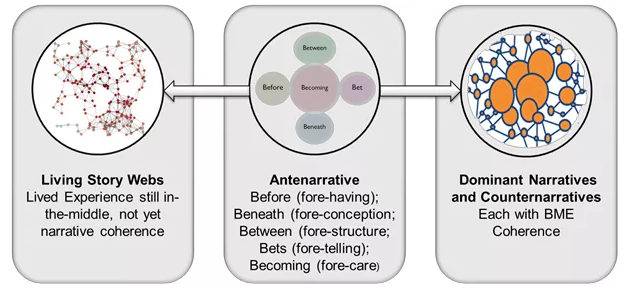 Between
Before
Becoming
Bet
Beneath
Living Story Webs
Lived Experience still in-
the-middle, not yet
narrative coherence
Antenarrative
Before (fore-having);
Beneath (fore-conception;
Between (fore-structure;
Bets (fore-telling);
Becoming (fore-care)
Dominant Narratives
and Counternarratives
Each with BME
Coherence